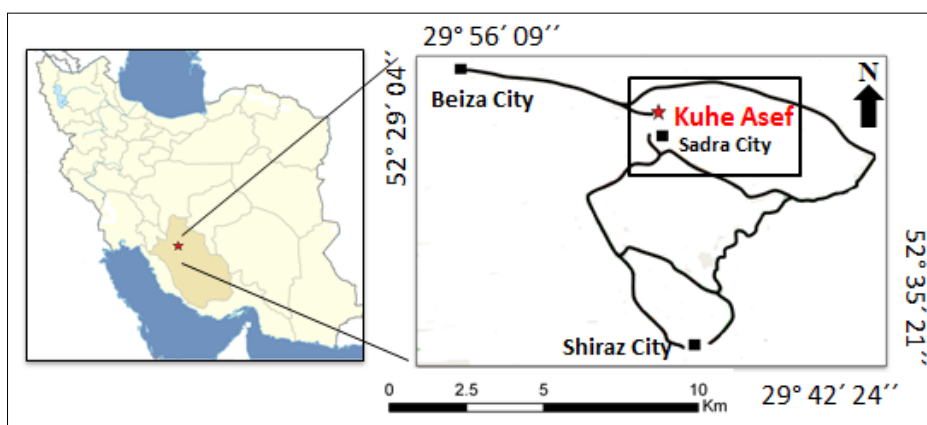 29° 56´ 09´´
52° 29´ 04´´
N
Beiza City
Kuhe Asef
Sadra City
52° 35´ 21´´
Shiraz City
0 2.5 5 10
Km
29° 42´ 24´´